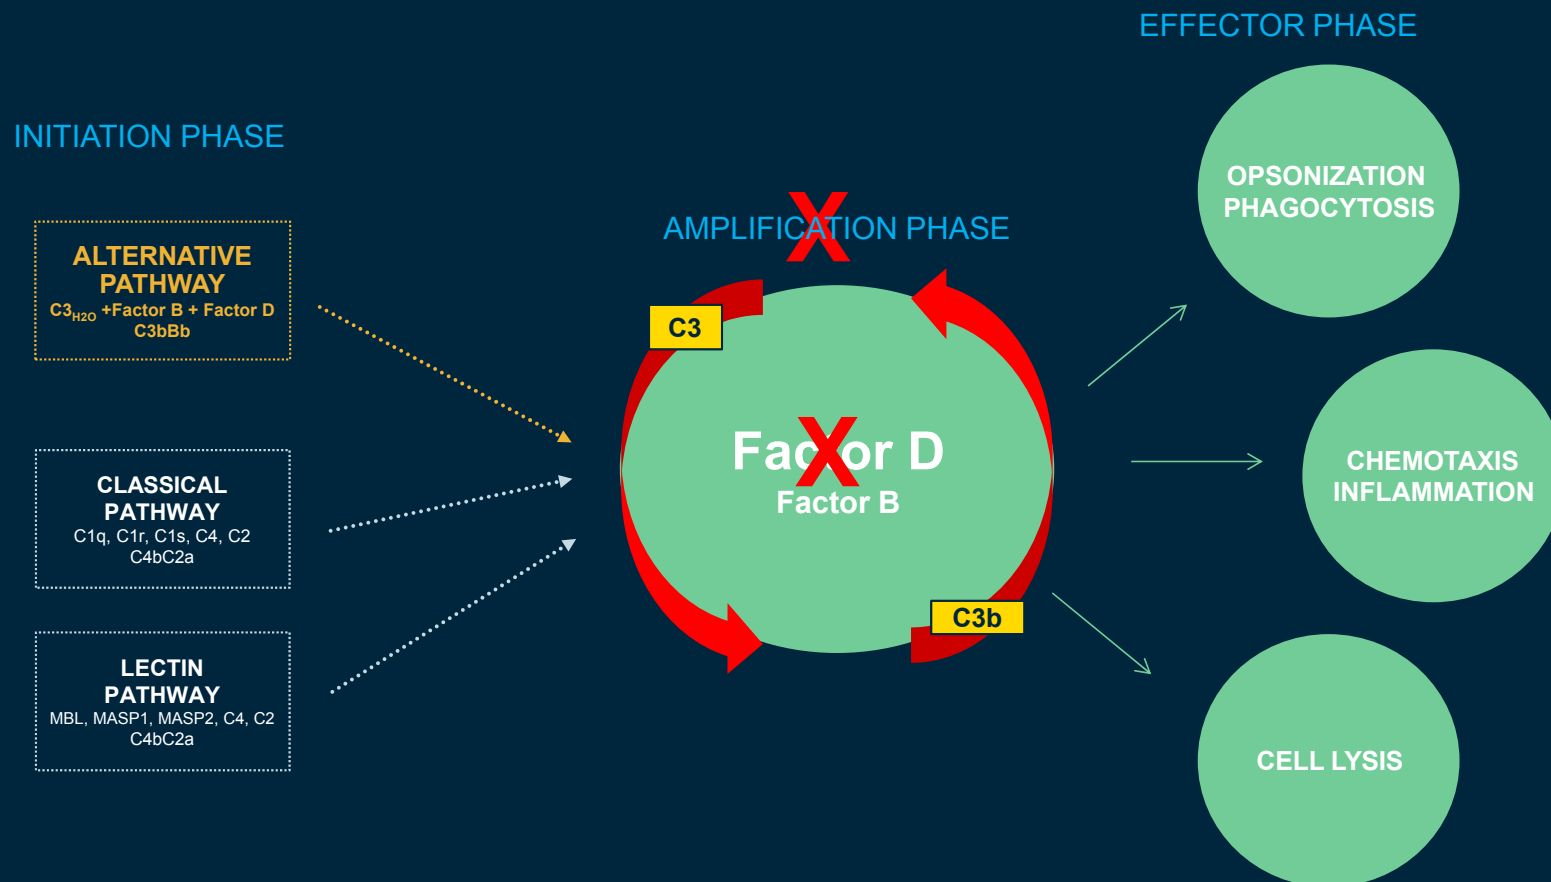 EFFECTOR PHASE
INITIATION PHASE
ALTERNATIVE
PATHWAY
C3H2O +Factor B + Factor D
C3bBb
CLASSICAL
PATHWAY
C1q, C1r, C1s, C4, C2
C4bC2a
LECTIN
PATHWAY
MBL, MASP1, MASP2, C4, C2
C4bC2a
X
AMPLIFICATION PHASE
C3
Factor D
X
Factor B
C3b
OPSONIZATION
PHAGOCYTOSIS
CHEMOTAXIS
INFLAMMATION
CELL LYSIS